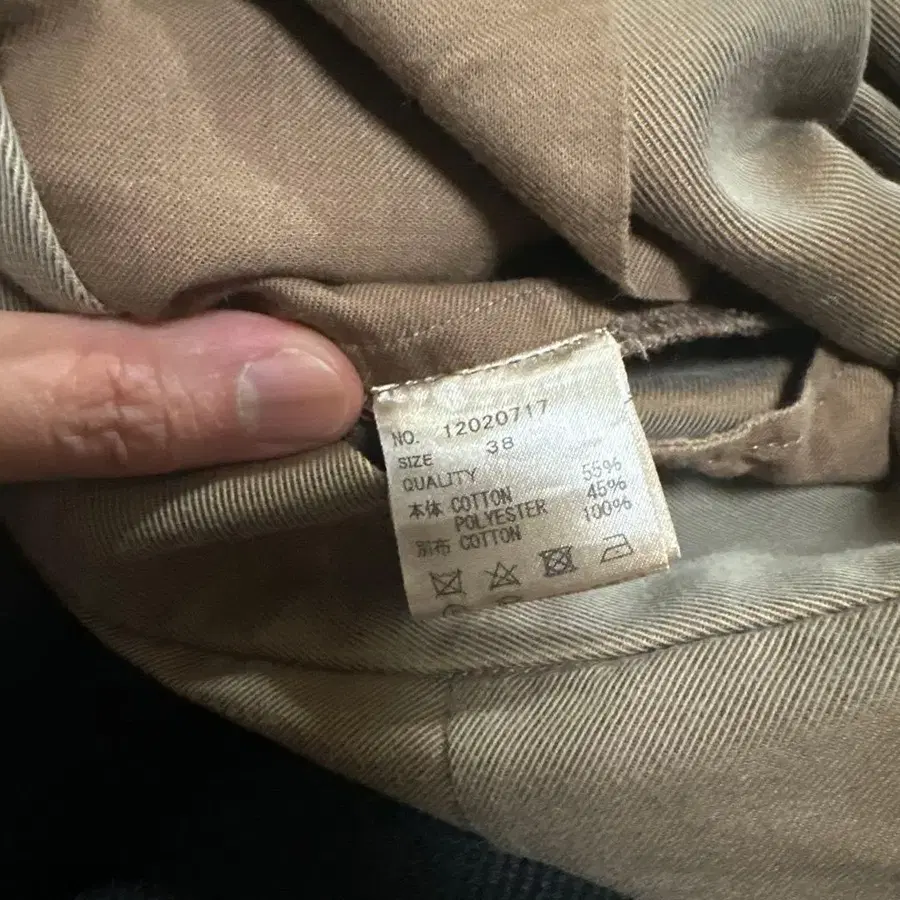 NO. 12020717
SIZE 38
QUALITY
本体 COTTON 55%
POLYESTER 45%
別布 COTTON 100%